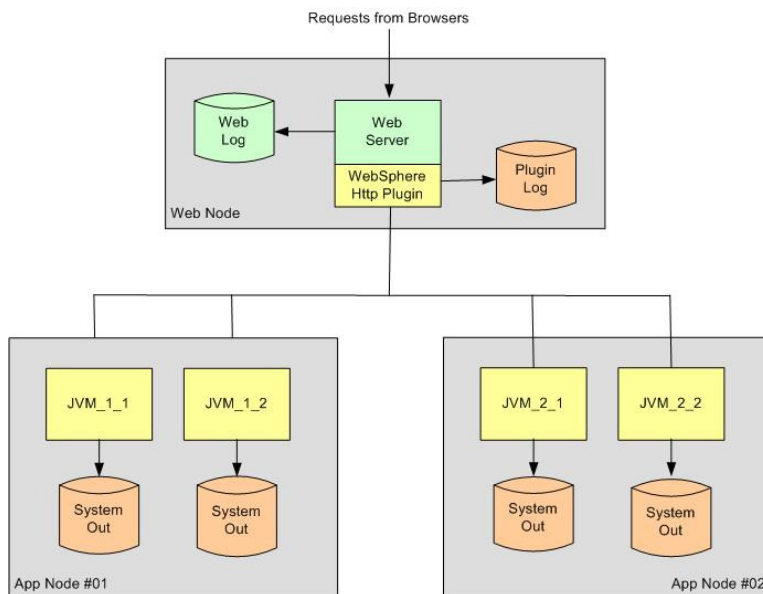 Requests from Browsers
Web
Log
Web
Server
WebSphere
Http Plugin
Plugin
Log
Web Node
JVM_1_1
JVM_1_2
JVM_2_1
JVM_2_2
System
Out
System
Out
System
Out
System
Out
App Node #01
App Node #02